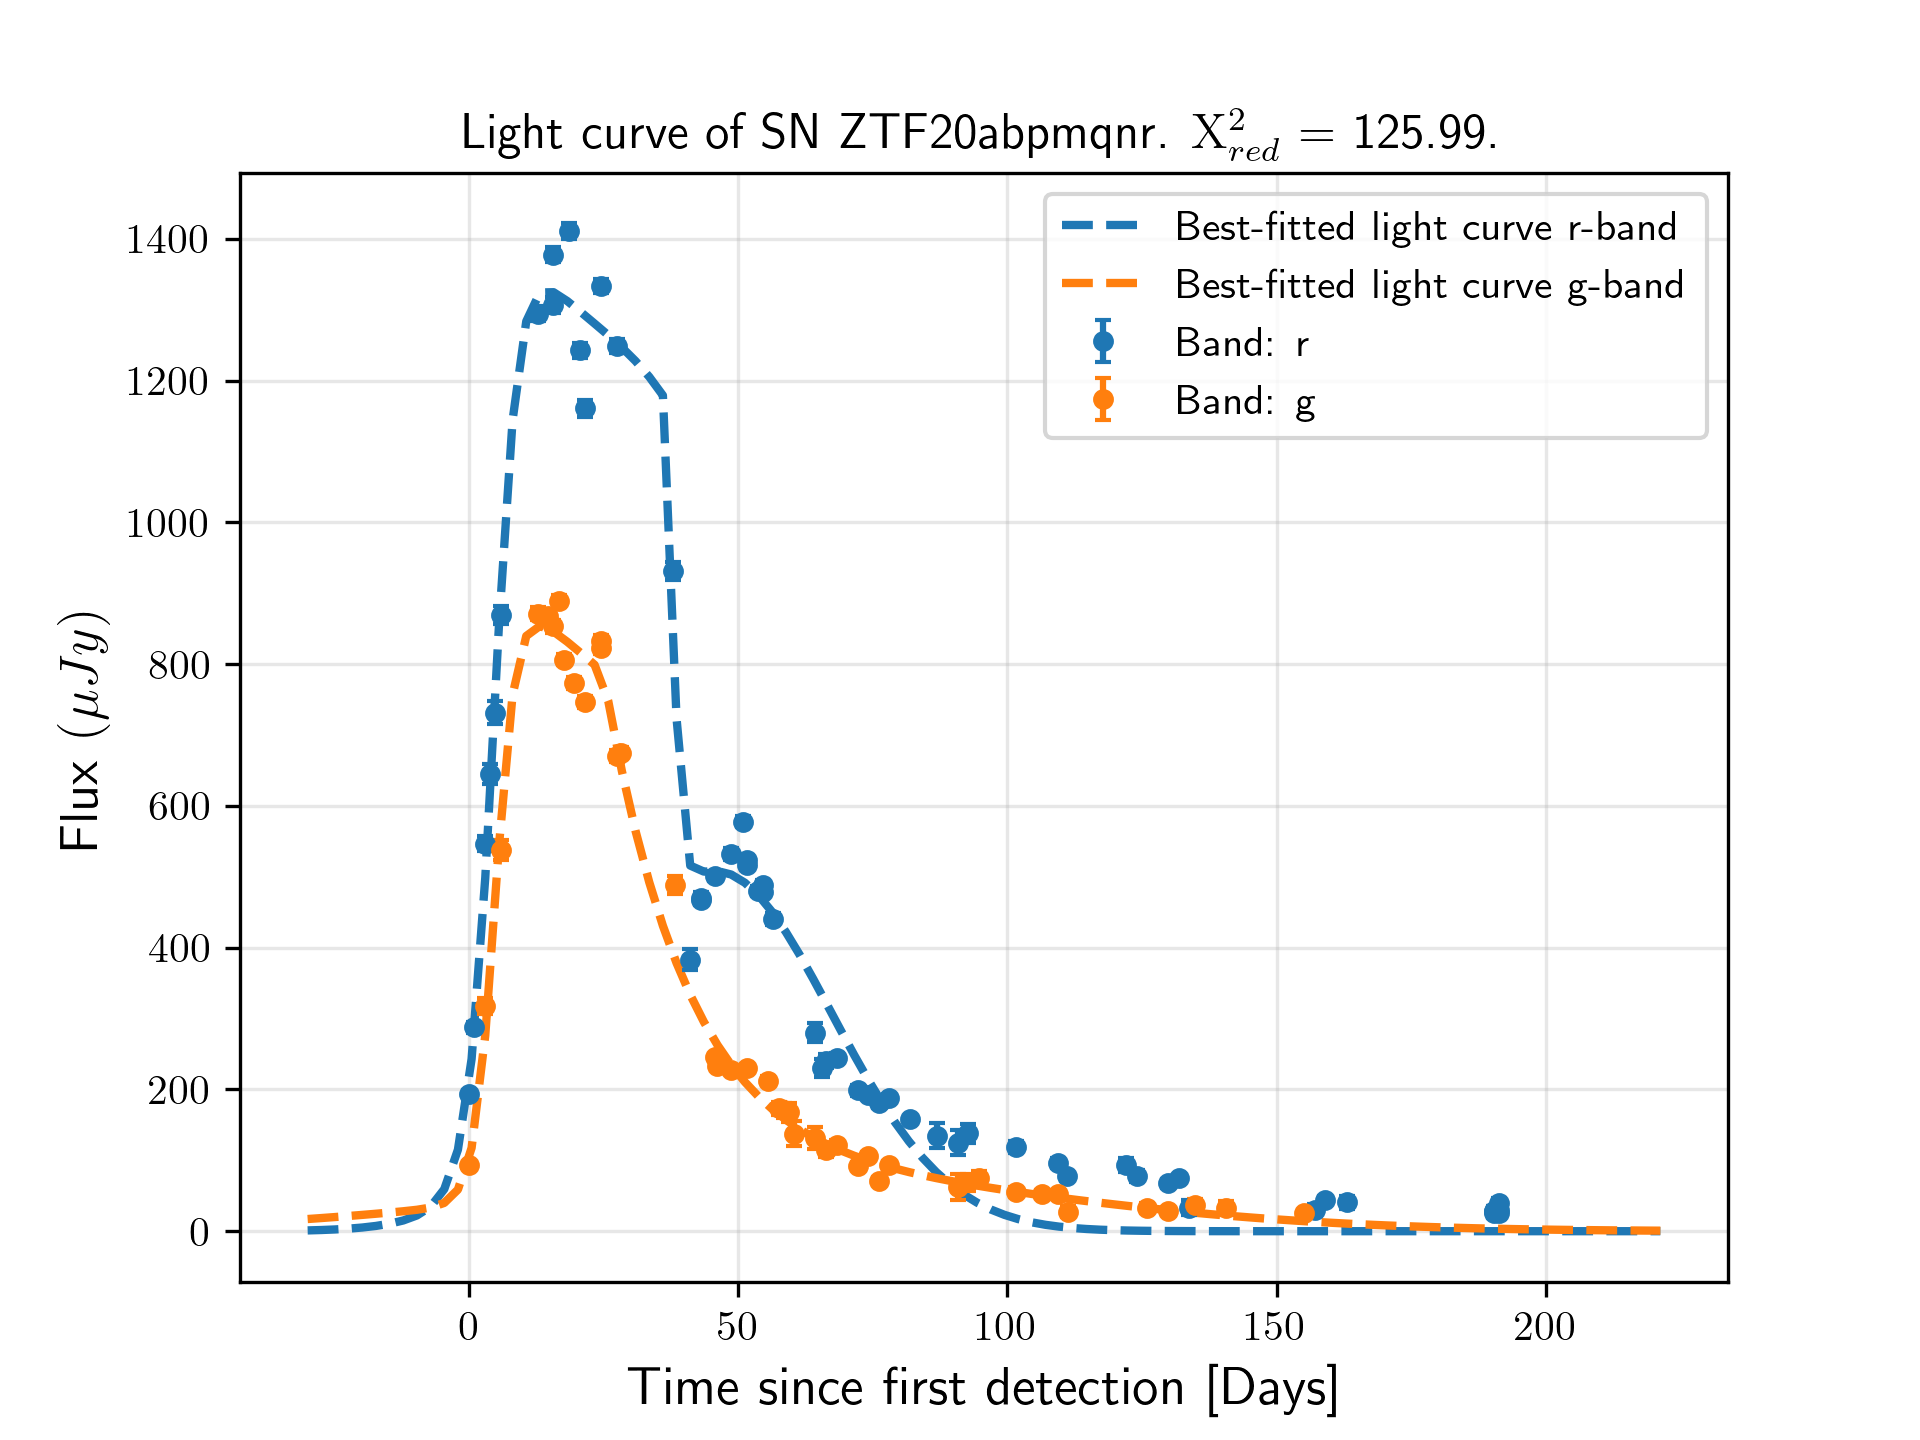 Light curve of SN ZTF20abpmqnr. X²_red = 125.99.
Best-fitted light curve r-band
Best-fitted light curve g-band
Band: r
Band: g
1400
1200
1000
800
600
400
200
0
Flux (μJy)
0
50
100
150
200
Time since first detection [Days]